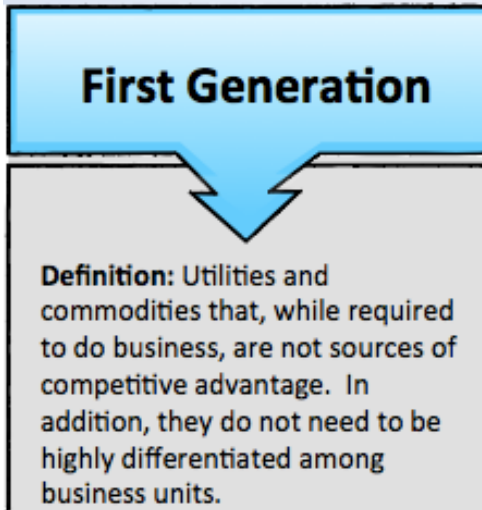 First Generation
Definition: Utilities and
commodities that, while required
to do business, are not sources of
competitive advantage.  In
addition, they do not need to be
highly differentiated among
business units.